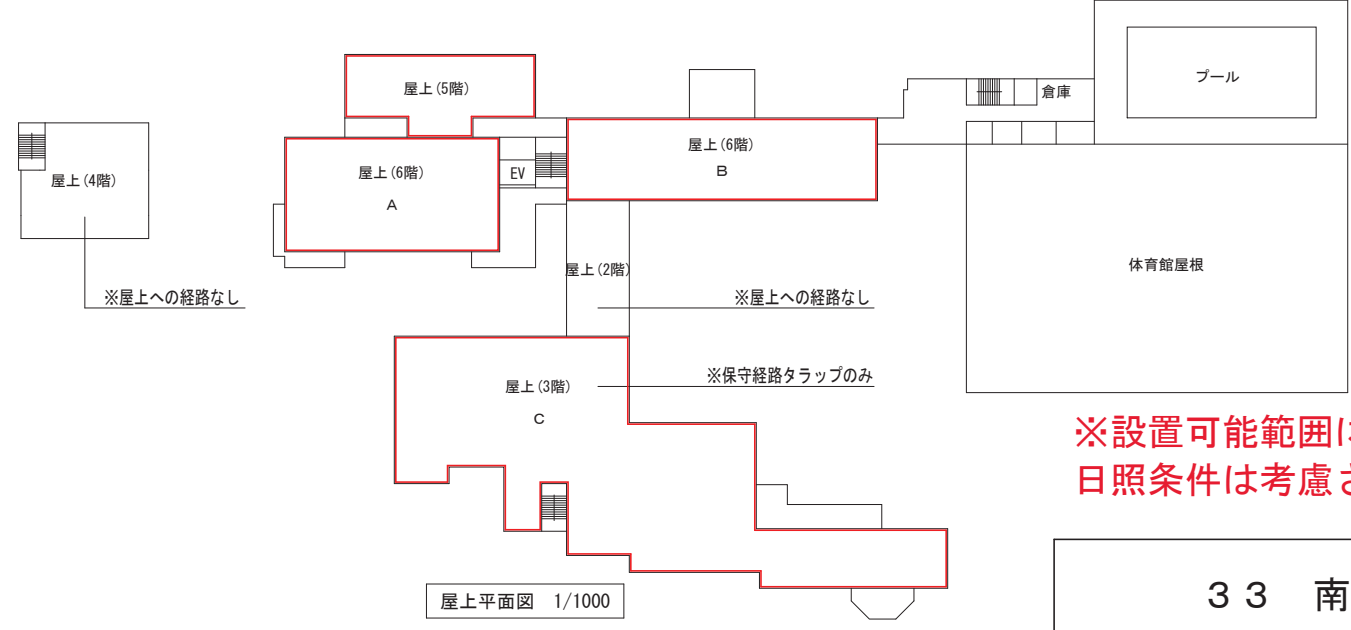 プール
屋上(5階)
倉庫
屋上(6階)
B
屋上(6階)
A
EV
屋上(4階)
屋上(2階)
体育館屋根
※屋上への経路なし
※屋上への経路なし
※保守経路タラップのみ
屋上(3階)
C
※設置可能範囲に
日照条件は考慮さ
屋上平面図 1/1000
33 南